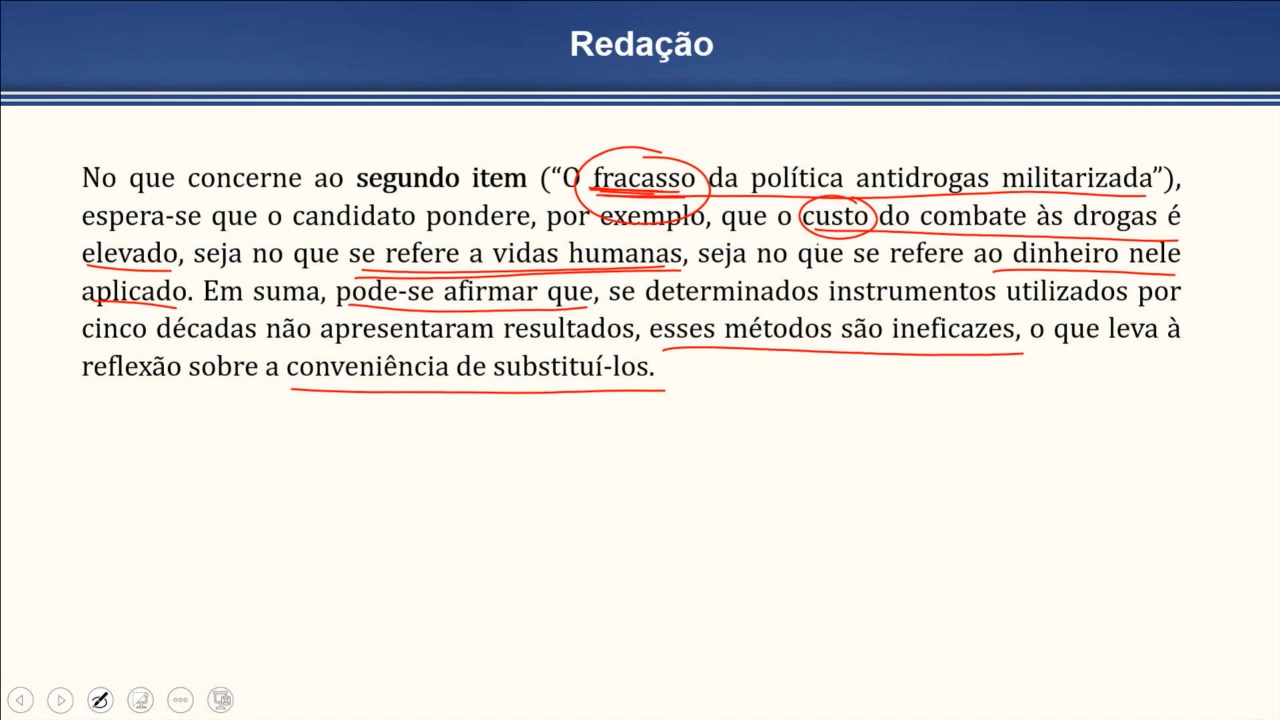 Redação
No que concerne ao segundo item (“O fracasso da política antidrogas militarizada”),
espera-se que o candidato pondere, por exemplo, que o custo do combate às drogas é
elevado, seja no que se refere a vidas humanas, seja no que se refere ao dinheiro nele
aplicado. Em suma, pode-se afirmar que, se determinados instrumentos utilizados por
cinco décadas não apresentaram resultados, esses métodos são ineficazes, o que leva à
reflexão sobre a conveniência de substituí-los.